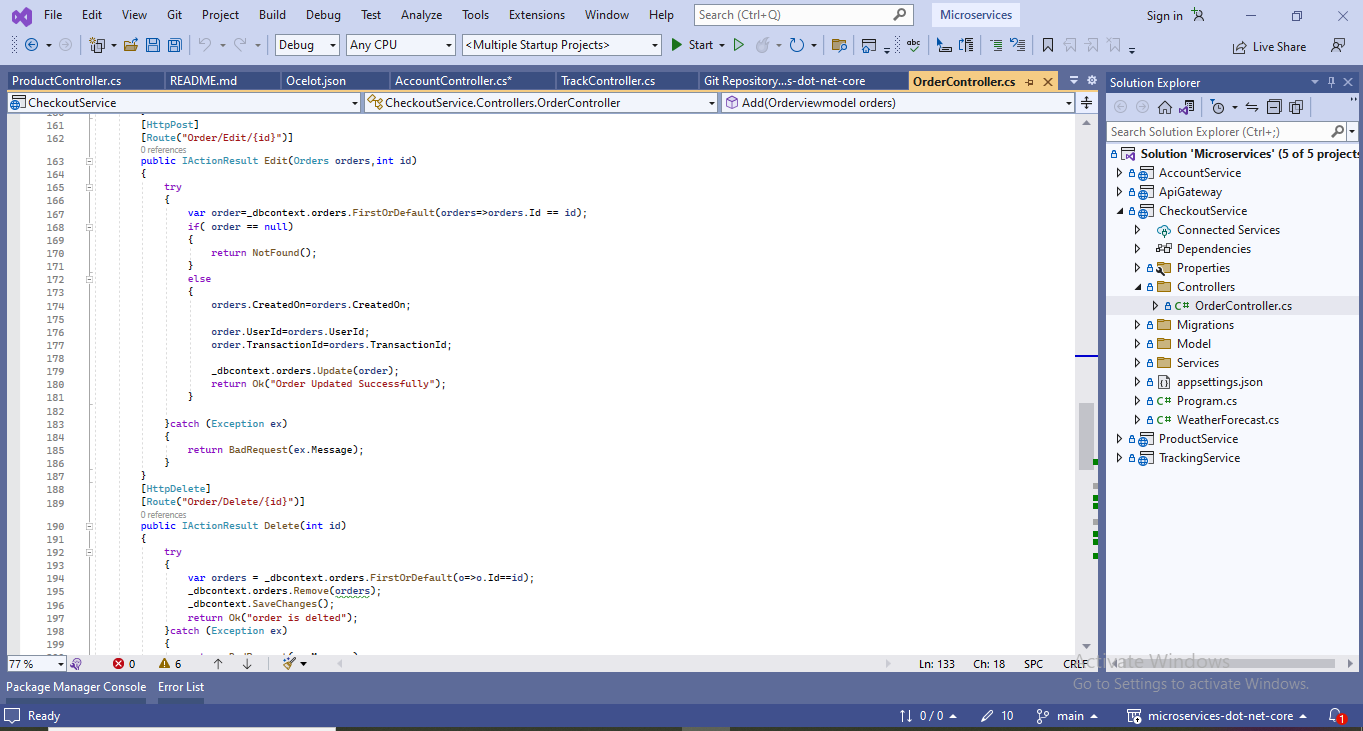 File Edit View Git Project Build Debug Test Analyze Tools Extensions Window Help Search (Ctrl+Q) Microservices Sign in
Debug Any CPU <Multiple Startup Projects> Start Live Share
ProductController.cs README.md Ocelot.json AccountController.cs* TrackController.cs Git Repository...s-dot-net-core OrderController.cs
CheckoutService CheckoutService.Controllers.OrderController Add(Orderviewmodel orders)
161 [HttpPost]
162 [Route("Order/Edit/{id}")]
0 references
163 public IActionResult Edit(Orders orders,int id)
164 {
165 try
166 {
167 var order=_dbcontext.orders.FirstOrDefault(orders=>orders.Id == id);
168 if( order == null)
169 {
170 return NotFound();
171 }
172 else
173 {
174 orders.CreatedOn=orders.CreatedOn;
175
176 order.UserId=orders.UserId;
177 order.TransactionId=orders.TransactionId;
178
179 _dbcontext.orders.Update(order);
180 return Ok("Order Updated Successfully");
181 }
182
183 }catch (Exception ex)
184 {
185 return BadRequest(ex.Message);
186 }
187 }
188 [HttpDelete]
189 [Route("Order/Delete/{id}")]
0 references
190 public IActionResult Delete(int id)
191 {
192 try
193 {
194 var orders = _dbcontext.orders.FirstOrDefault(o=>o.Id==id);
195 _dbcontext.orders.Remove(orders);
196 _dbcontext.SaveChanges();
197 return Ok("order is delted");
198 }catch (Exception ex)
199 {
77 % 0 6 Ln: 133 Ch: 18 SPC CRLF
Solution Explorer
Search Solution Explorer (Ctrl+;)
Solution 'Microservices' (5 of 5 projects
AccountService
ApiGateway
CheckoutService
Connected Services
Dependencies
Properties
Controllers
C# OrderController.cs
Migrations
Model
Services
appsettings.json
C# Program.cs
C# WeatherForecast.cs
ProductService
TrackingService
Activate Windows
Go to Settings to activate Windows.
Package Manager Console Error List
Ready 0 / 0 10 main microservices-dot-net-core 1